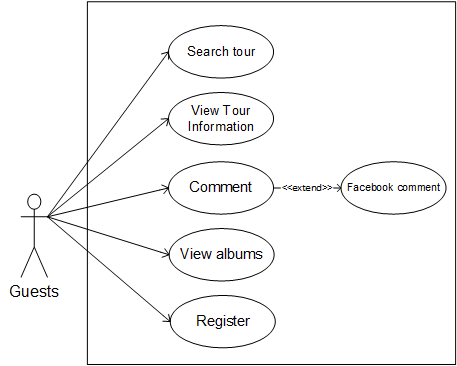 Search tour
View Tour
Information
Comment
<<extend>>
Facebook comment
View albums
Register
Guests